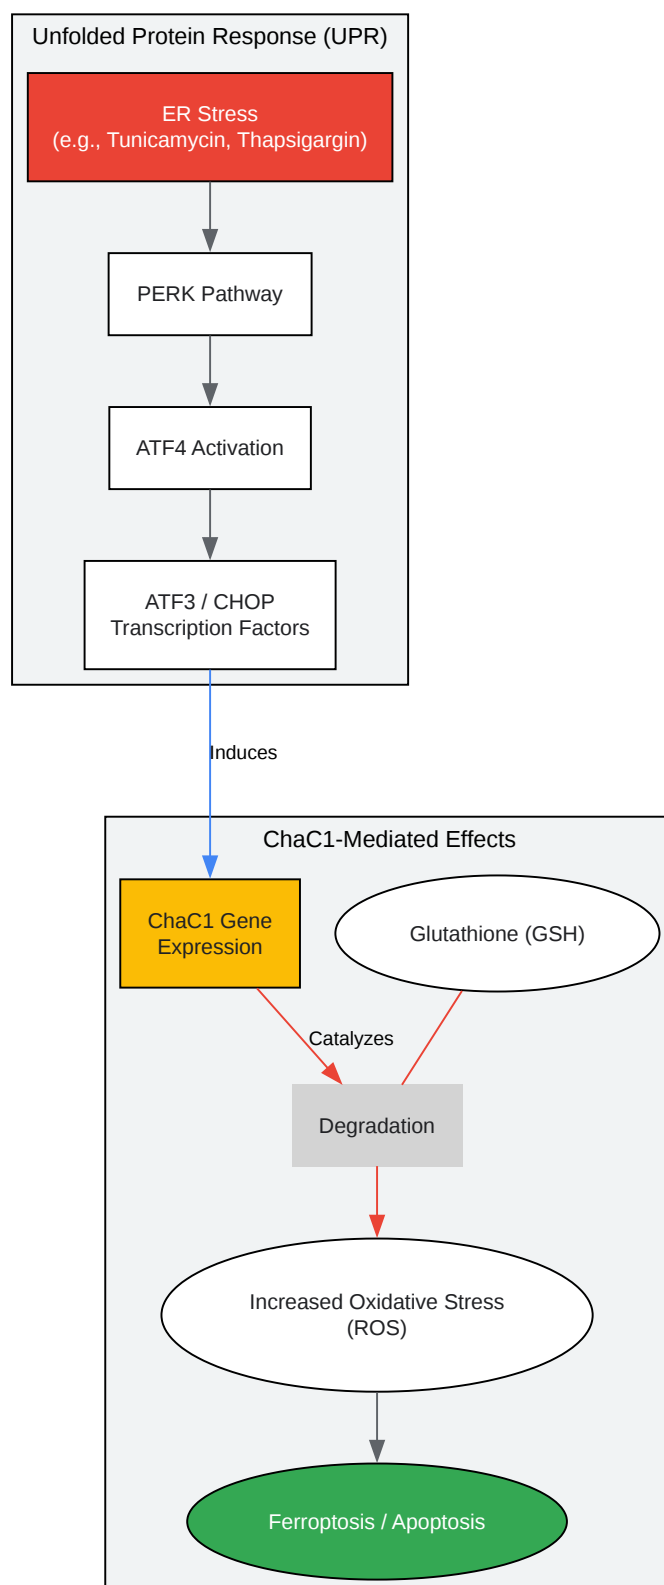 Unfolded Protein Response (UPR)
ER Stress
(e.g., Tunicamycin, Thapsigargin)
PERK Pathway
ATF4 Activation
ATF3 / CHOP
Transcription Factors
Induces
ChaC1-Mediated Effects
ChaC1 Gene
Expression
Glutathione (GSH)
Catalyzes
Degradation
Increased Oxidative Stress
(ROS)
Ferroptosis / Apoptosis